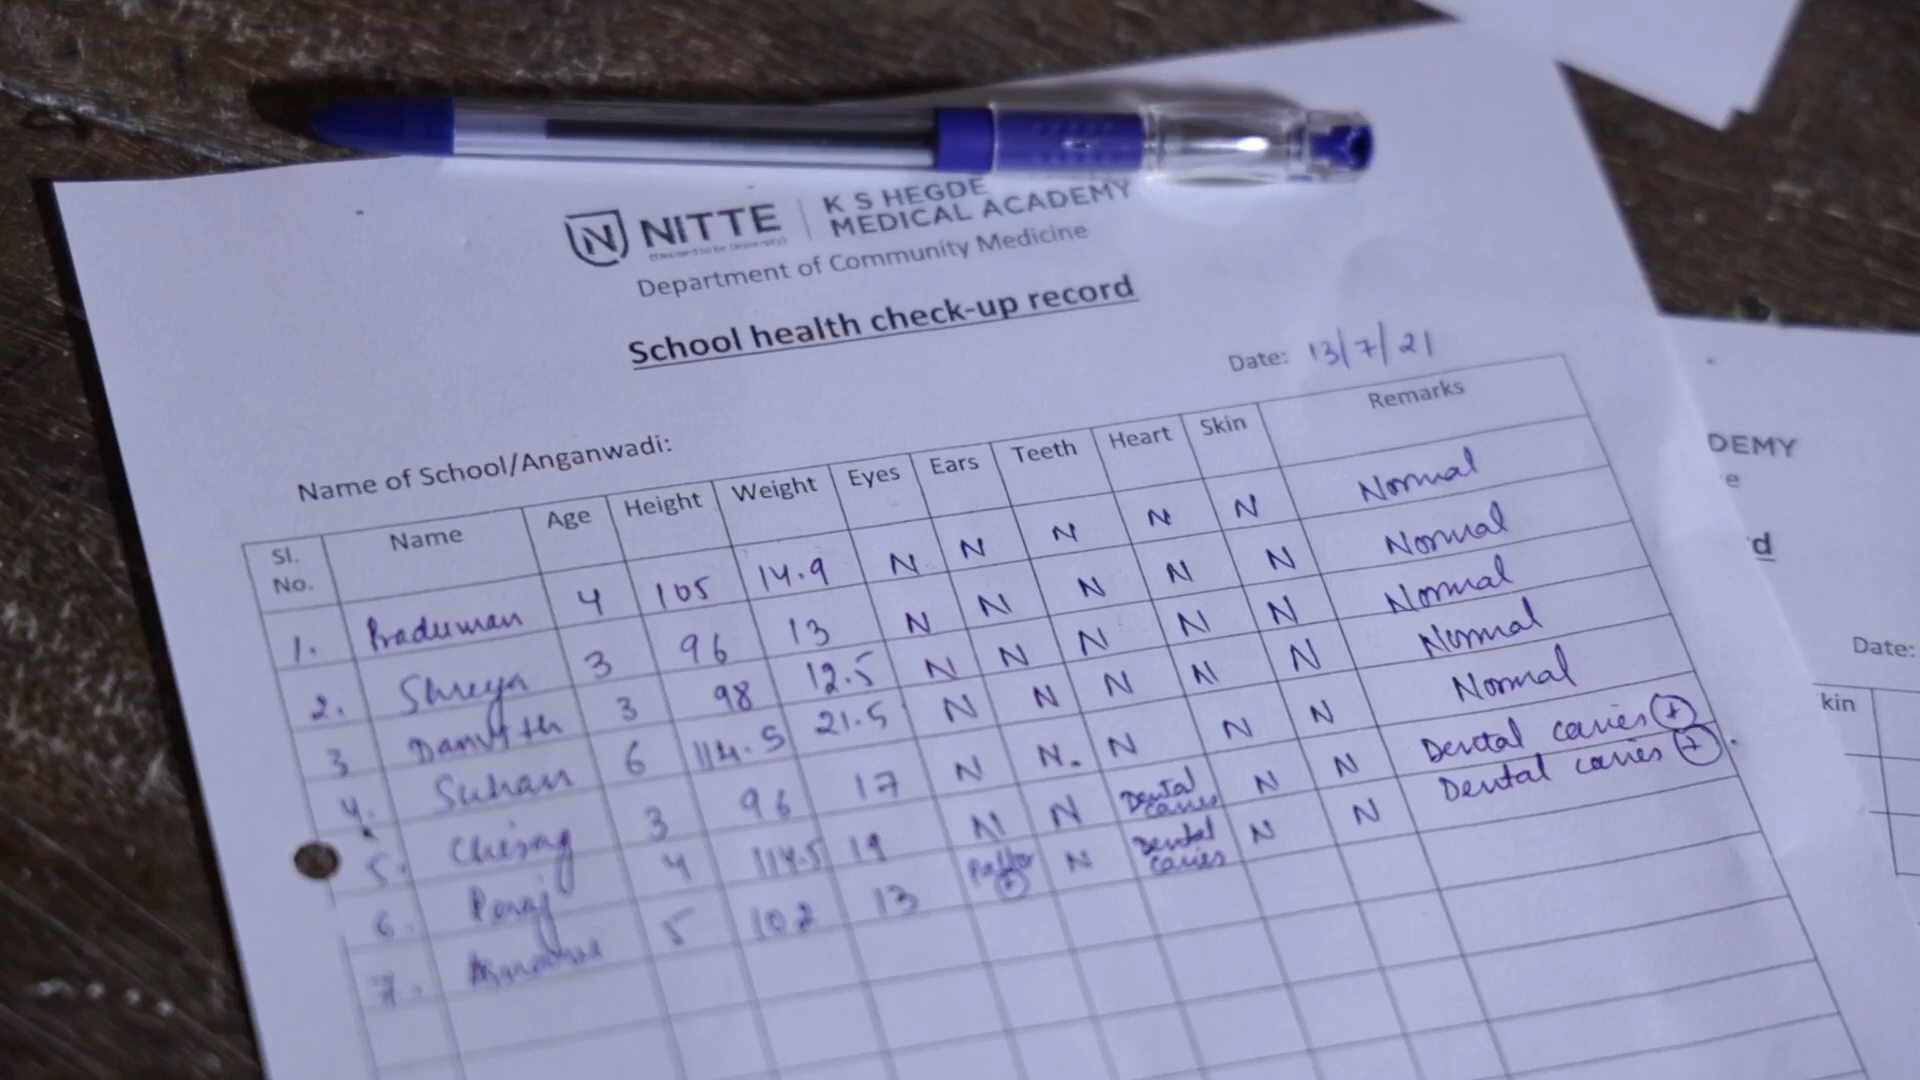 NITTE
K S HEGDE
MEDICAL ACADEMY
Department of Community Medicine
School health check-up record
Date: 13/7/21
Name of School/Anganwadi:
Sl. No. Name Age Height Weight Eyes Ears Teeth Heart Skin Remarks
1. Praduman 4 105 14.9 N N N N N Normal
2. Shreya 3 96 13 N N N N N Normal
3 3 98 12.5 N N N N N Normal
4. Suhan 6 114.5 21.5 N N N N N Normal
5. Chirag 3 96 17 N N. N N N Normal
6. 4 114.5 19 N N Dental caries N N Dental caries +
7. 5 102 13 Pallor + N Dental caries N N Dental caries +.
DEMY
e
d
Date:
kin